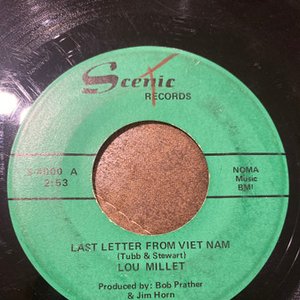 Scenic
RECORDS
S-1000 A
2:53
NOMA
Music
BMI
LAST LETTER FROM VIET NAM
(Tubb & Stewart)
LOU MILLET
Produced by: Bob Prather
& Jim Horn